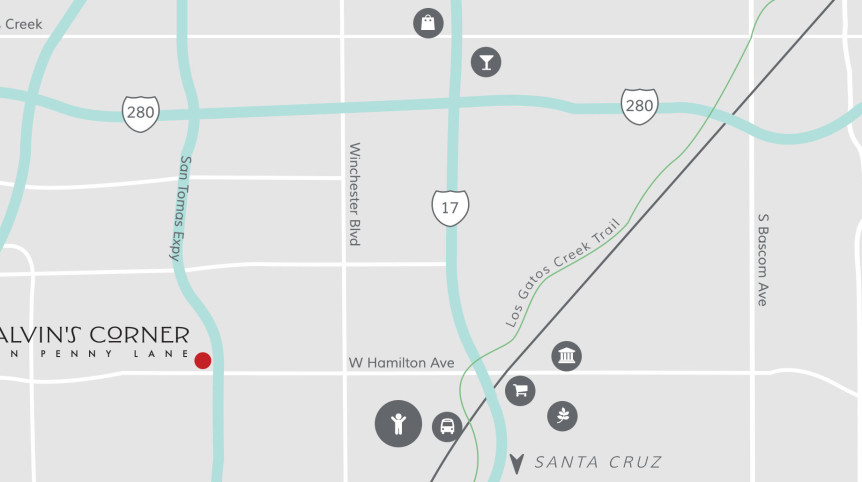 Creek
280
280
San Tomas Expy
Winchester Blvd
17
Los Gatos Creek Trail
S Bascom Ave
ALVIN'S CORNER
N PENNY LANE
W Hamilton Ave
SANTA CRUZ